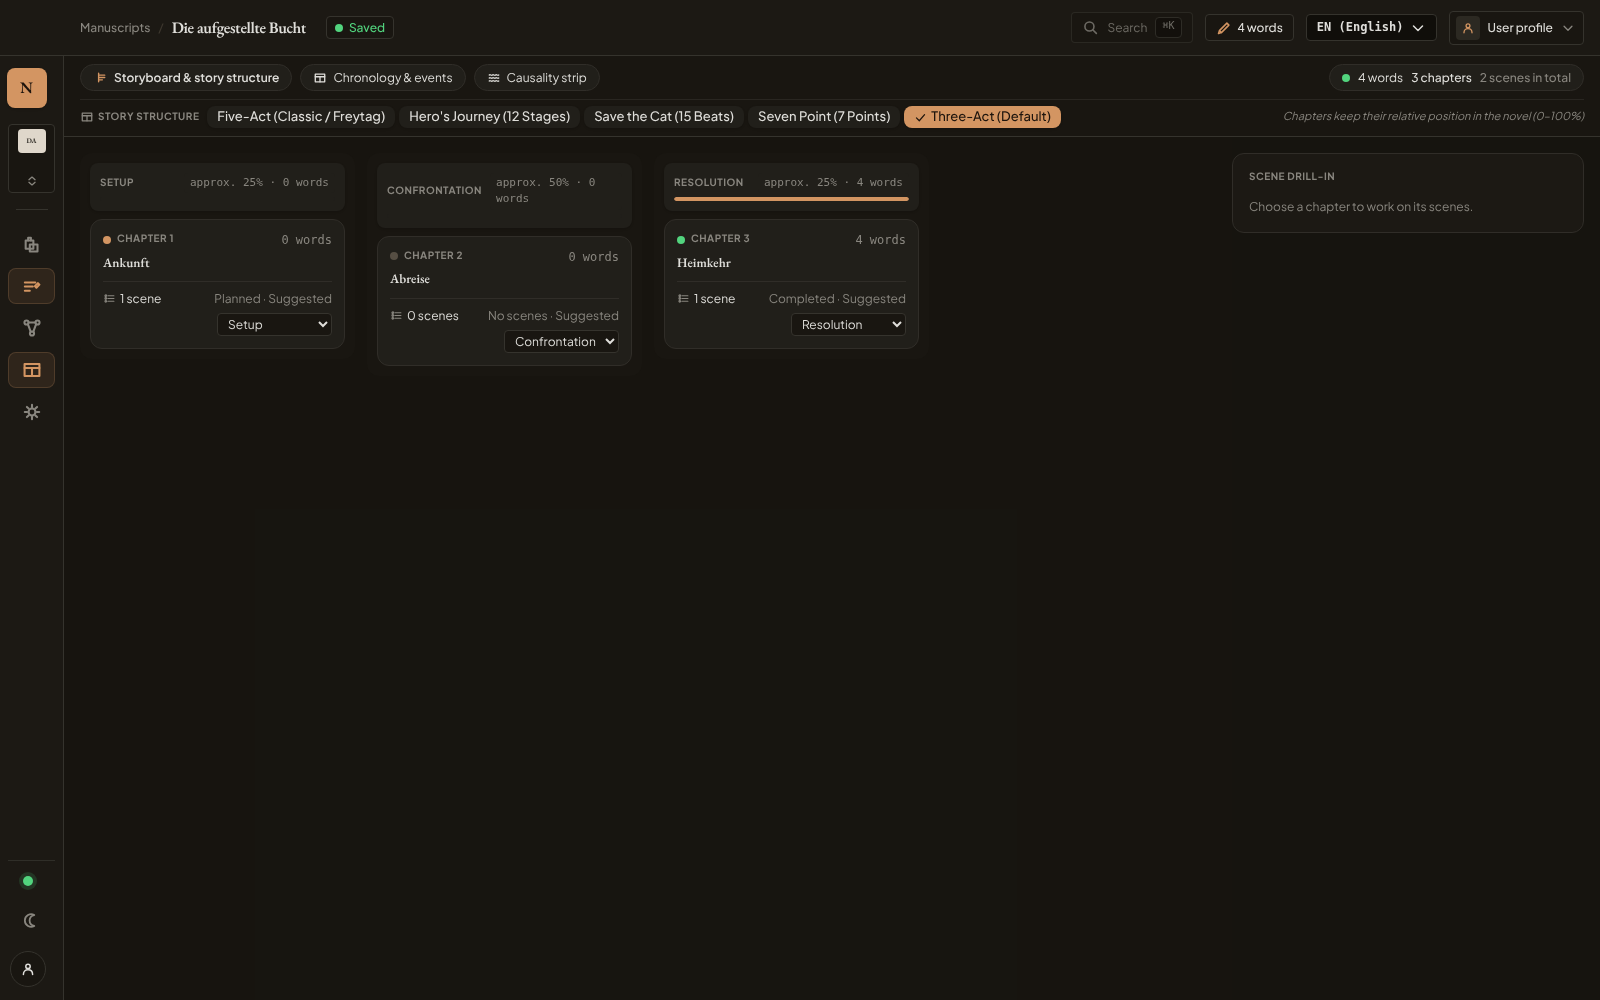 Manuscripts / Die aufgestellte Bucht
Saved
Search ⌘K
4 words
EN (English)
User profile
N
DA
Storyboard & story structure
Chronology & events
Causality strip
4 words 3 chapters 2 scenes in total
STORY STRUCTURE
Five-Act (Classic / Freytag)
Hero's Journey (12 Stages)
Save the Cat (15 Beats)
Seven Point (7 Points)
Three-Act (Default)
Chapters keep their relative position in the novel (0–100%)
SETUP
approx. 25% · 0 words
CHAPTER 1
0 words
Ankunft
1 scene
Planned · Suggested
Setup
CONFRONTATION
approx. 50% · 0
words
CHAPTER 2
0 words
Abreise
0 scenes
No scenes · Suggested
Confrontation
RESOLUTION
approx. 25% · 4 words
CHAPTER 3
4 words
Heimkehr
1 scene
Completed · Suggested
Resolution
SCENE DRILL-IN
Choose a chapter to work on its scenes.